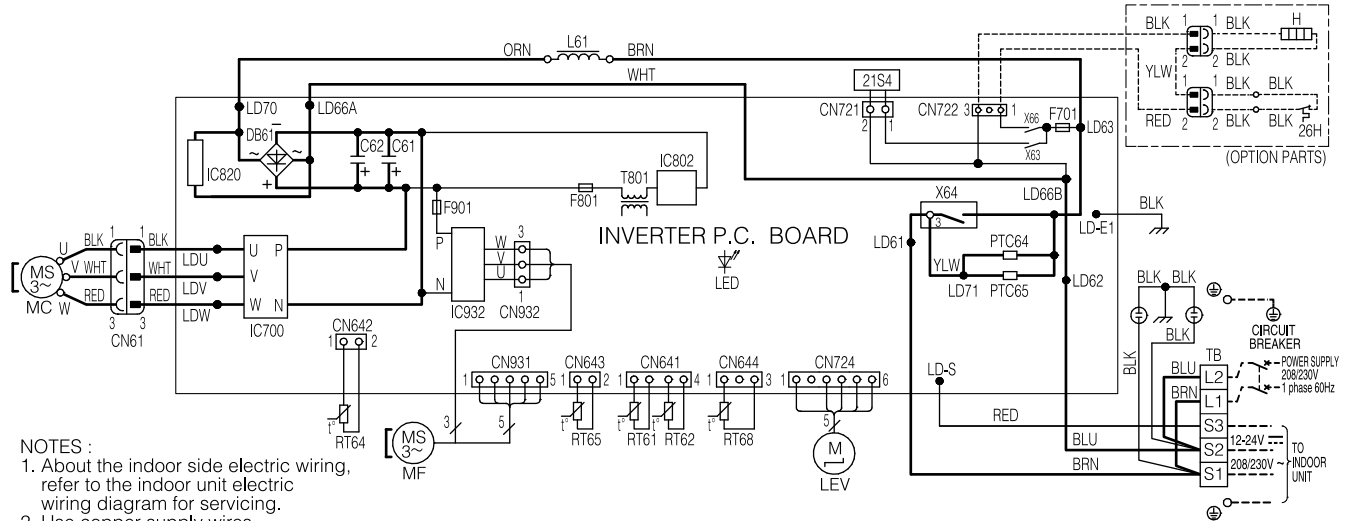 ORN L61 BRN
WHT
LD70 LD66A
DB61
~ − ~ +
IC820
C62 C61
+ +
IC802
T801
F801
F901
INVERTER P.C. BOARD
LED
21S4
CN721
2 1
CN722 3 1
X66 F701
X63
LD63
BLK 1 1 BLK H
2 2 BLK
YLW
1 1 BLK BLK
RED 2 2 BLK BLK 26H
(OPTION PARTS)
X64
3
LD66B
LD61
PTC64
YLW
LD71 PTC65
LD62
LD-E1
BLK
U BLK 1 1 BLK LDU U P
MS 3~ V WHT WHT LDV V
MC W RED RED LDW W N
3 3
CN61
IC700
P W 3
V
N U 1
IC932 CN932
CN642
1 2
t° RT64
CN931
1 5
3 5
MS 3~
MF
CN643
1 2
t° RT65
CN641
1 4
t° RT61 t° RT62
CN644
1 3
t° RT68
CN724
1 6
5
M
LEV
LD-S
RED
BLU
BRN
BLK BLK
BLK
BLK
CIRCUIT
BREAKER
TB
BLU L2
BRN L1
S3
S2
S1
POWER SUPPLY
208/230V
1 phase 60Hz
12-24V
208/230V ~
TO
INDOOR
UNIT
NOTES :
1. About the indoor side electric wiring,
refer to the indoor unit electric
wiring diagram for servicing.